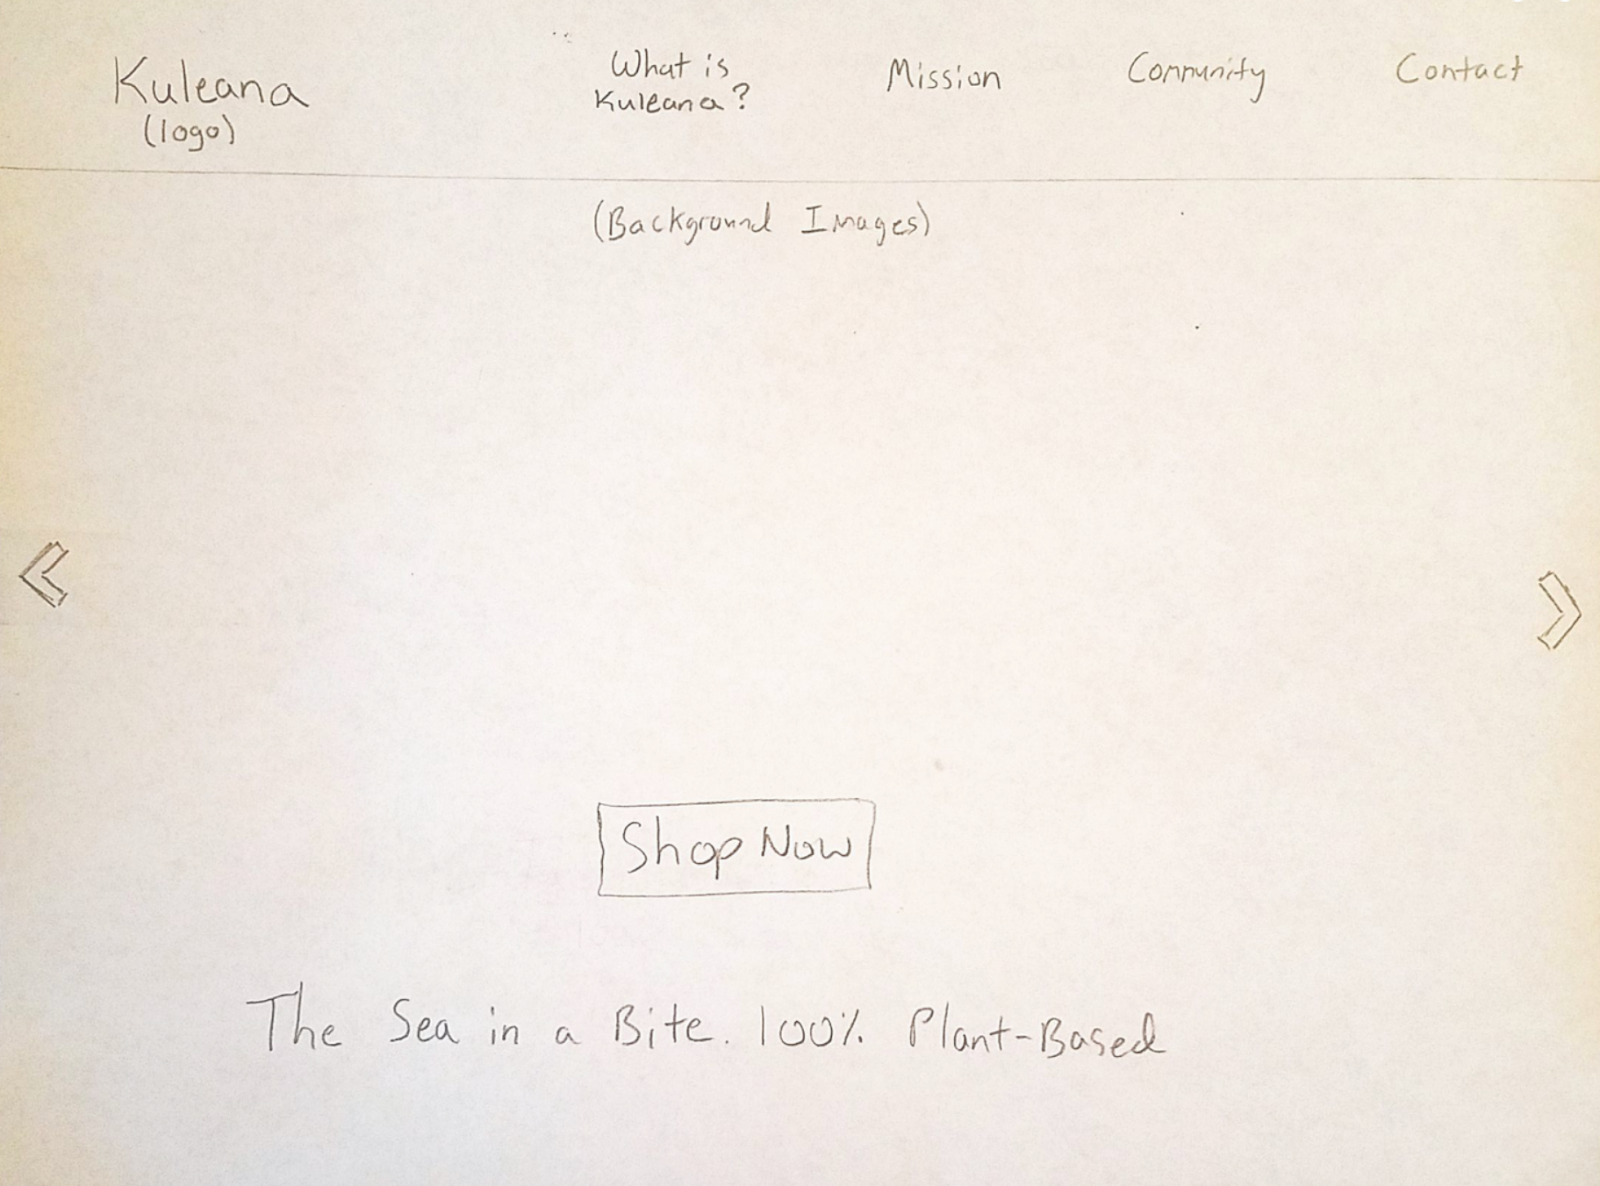 Kuleana
(logo)
What is
Kuleana?
Mission
Community
Contact
(Background Images)
Shop Now
The Sea in a Bite. 100% Plant-Based